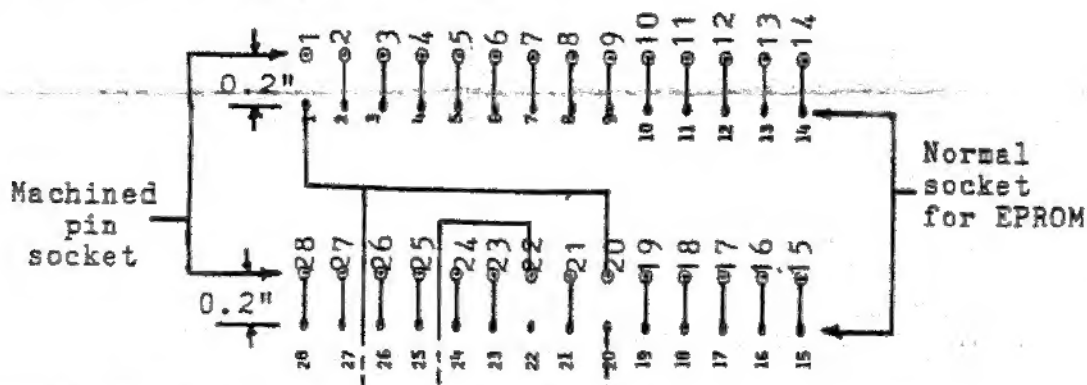 1 2 3 4 5 6 7 8 9 10 11 12 13 14
0.2"
1 2 3 4 5 6 7 8 9 10 11 12 13 14
Machined
pin
socket
Normal
socket
for EPROM
28 27 26 25 24 23 22 21 20 19 18 17 16 15
0.2"
28 27 26 25 24 23 22 21 20 19 18 17 16 15